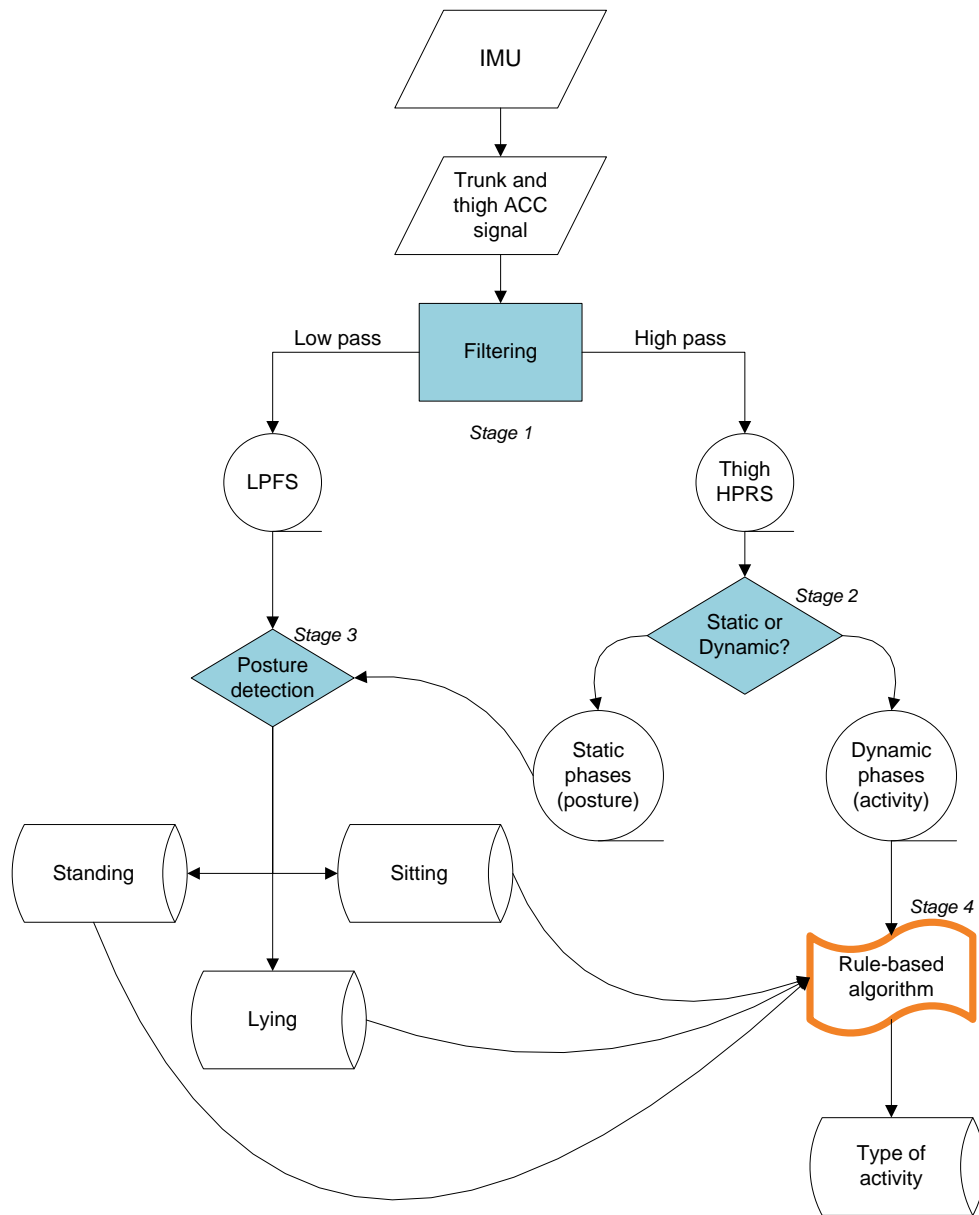 IMU
Trunk and
thigh ACC
signal
Low pass
Filtering
High pass
Stage 1
LPFS
Thigh
HPRS
Stage 2
Static or
Dynamic?
Stage 3
Posture
detection
Static
phases
(posture)
Dynamic
phases
(activity)
Standing
Sitting
Stage 4
Rule-based
algorithm
Lying
Type of
activity